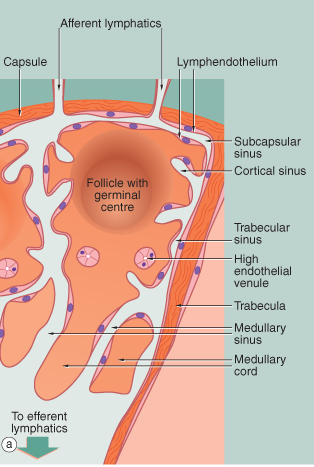 Afferent lymphatics
Capsule
Lymphendothelium
Subcapsular
sinus
Cortical sinus
Follicle with
germinal
centre
Trabecular
sinus
High
endothelial
venule
Trabecula
Medullary
sinus
Medullary
cord
To efferent
lymphatics
a